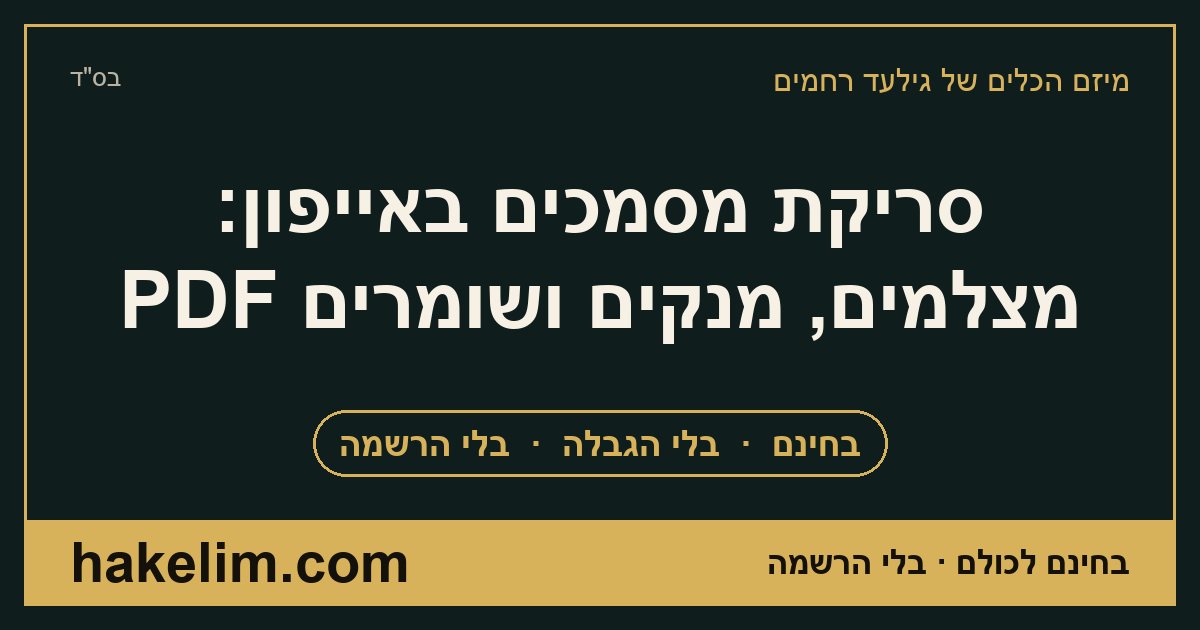 מיזם הכלים של גילעד רחמים
בס"ד
סריקת מסמכים באייפון:
מצלמים, מנקים ושומרים PDF
בחינם · בלי הגבלה · בלי הרשמה
בחינם לכולם · בלי הרשמה
hakelim.com